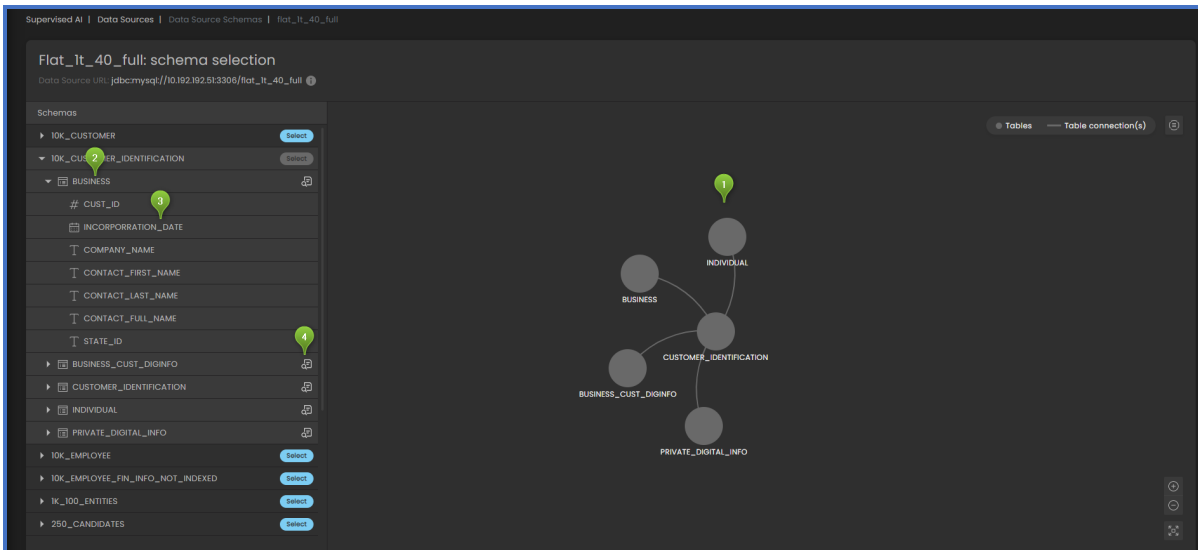 Supervised AI | Data Sources | Data Source Schemas | flat_1t_40_full
Flat_1t_40_full: schema selection
Data Source URL: jdbc:mysql://10.192.192.51:3306/flat_1t_40_full
Schemas
10K_CUSTOMER Select
10K_CUS ER_IDENTIFICATION Select
2
BUSINESS
# CUST_ID
3
INCORPORRATION_DATE
T COMPANY_NAME
T CONTACT_FIRST_NAME
T CONTACT_LAST_NAME
T CONTACT_FULL_NAME
T STATE_ID
4
BUSINESS_CUST_DIGINFO
CUSTOMER_IDENTIFICATION
INDIVIDUAL
PRIVATE_DIGITAL_INFO
10K_EMPLOYEE Select
10K_EMPLOYEE_FIN_INFO_NOT_INDEXED Select
1K_100_ENTITIES Select
250_CANDIDATES Select
Tables Table connection(s)
1
INDIVIDUAL
BUSINESS
CUSTOMER_IDENTIFICATION
BUSINESS_CUST_DIGINFO
PRIVATE_DIGITAL_INFO